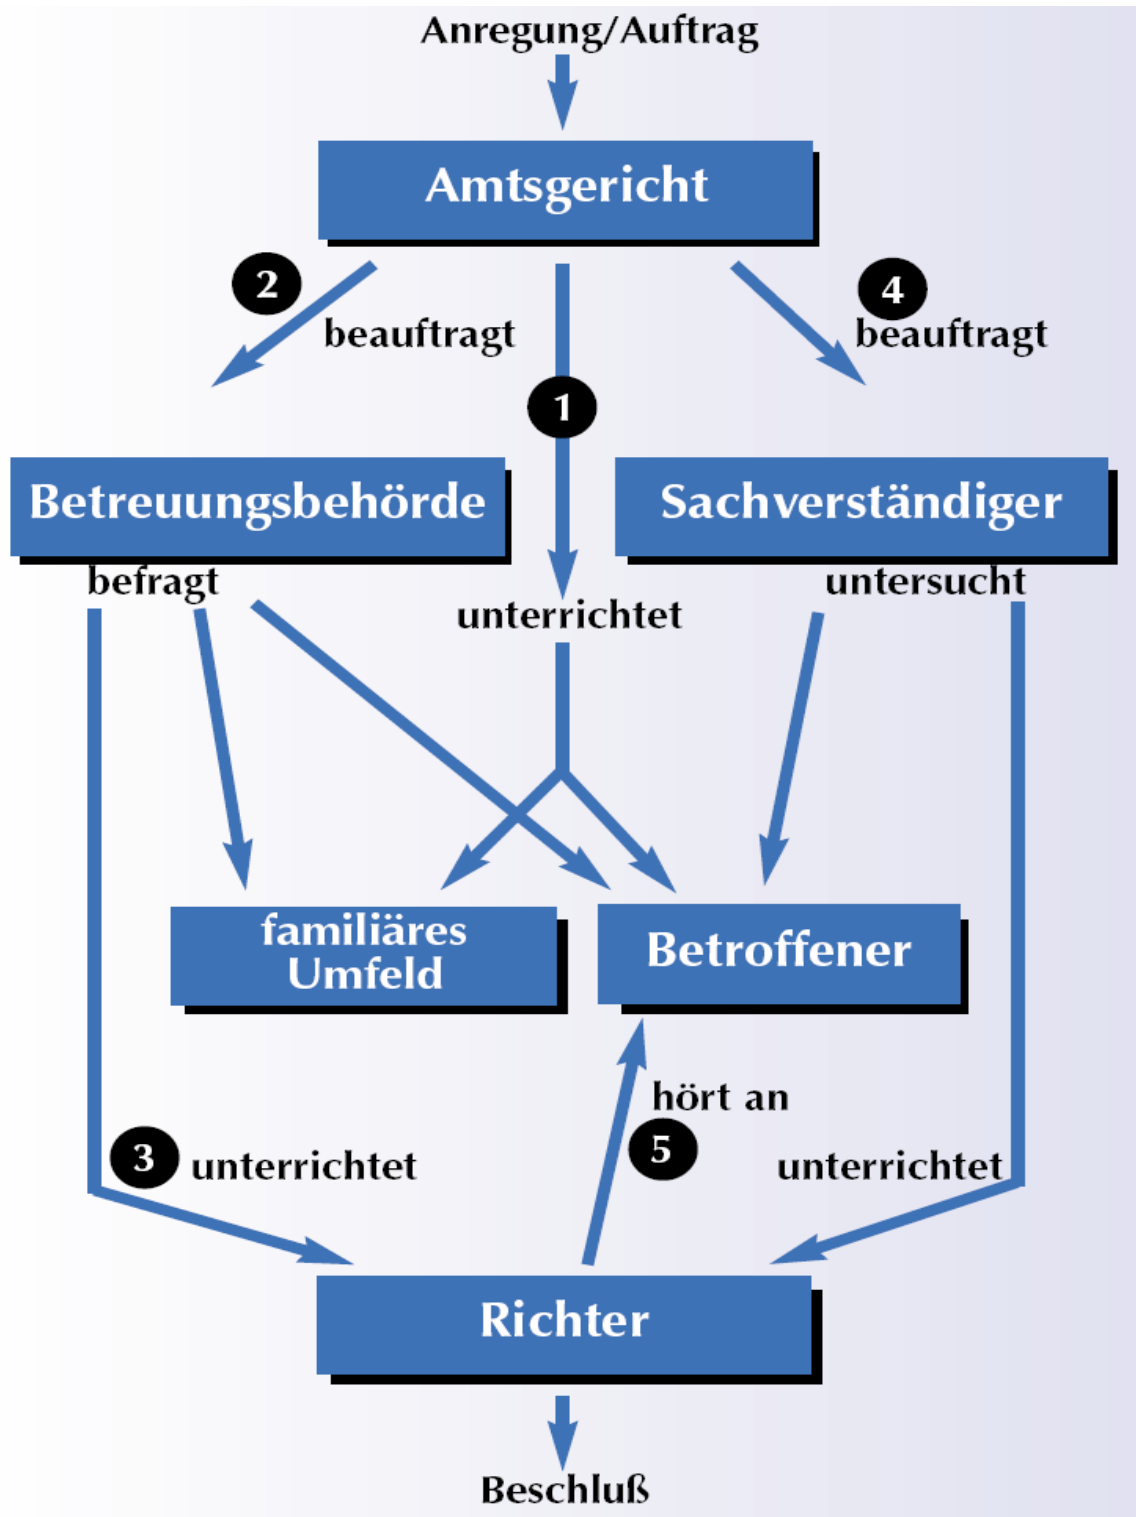 Anregung/Auftrag
Amtsgericht
2
4
beauftragt
beauftragt
1
Betreuungsbehörde
Sachverständiger
befragt
untersucht
unterrichtet
familiäres
Umfeld
Betroffener
hört an
3
unterrichtet
5
unterrichtet
Richter
Beschluß